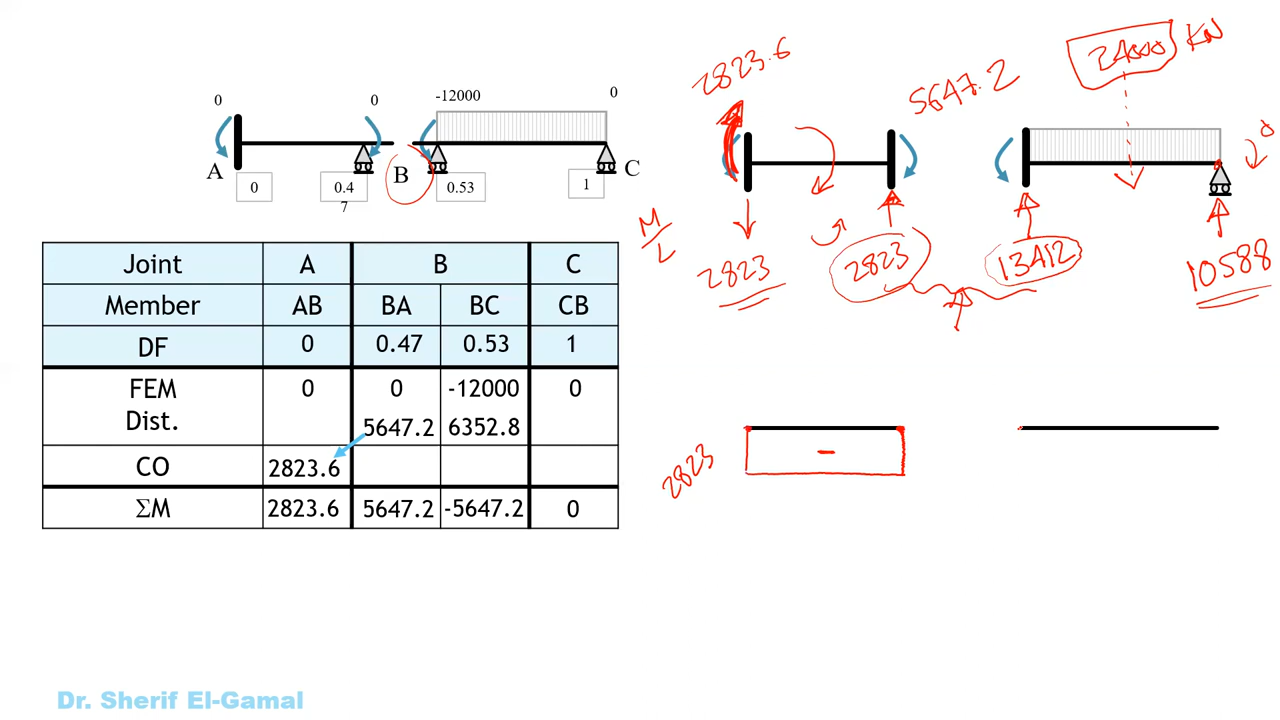 0 0 -12000 0
A B C
0 0.4
7 0.53 1
Joint A B C
Member AB BA BC CB
DF 0 0.47 0.53 1
FEM 0 0 -12000 0
Dist. 5647.2 6352.8
CO 2823.6
ΣM 2823.6 5647.2 -5647.2 0
2823.6 5647.2 24000 KN
0
M/L
2823 2823 13412 10588
2823 -
Dr. Sherif El-Gamal